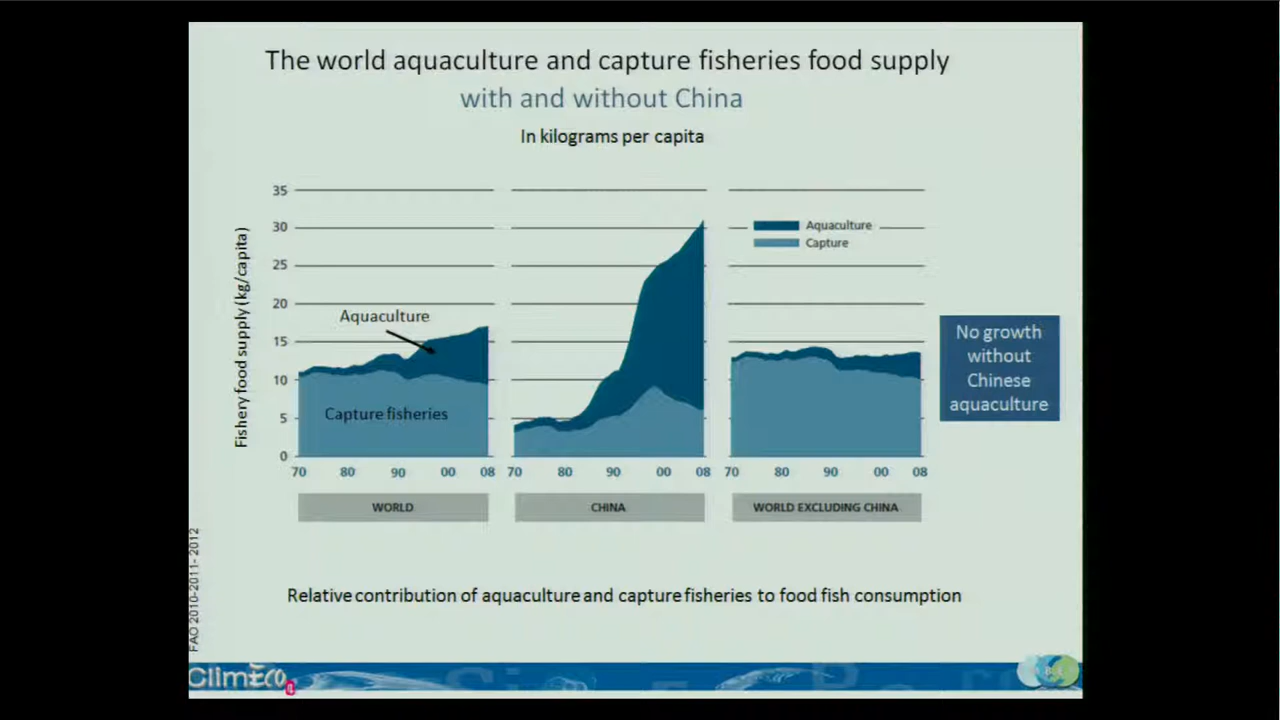 The world aquaculture and capture fisheries food supply
with and without China
In kilograms per capita
Fishery food supply (kg/capita)
35
30
25
20
15
10
5
0
Aquaculture
Capture fisheries
70 80 90 00 08
WORLD
70 80 90 00 08
CHINA
Aquaculture
Capture
70 80 90 00 08
WORLD EXCLUDING CHINA
No growth
without
Chinese
aquaculture
FAO 2010-2011- 2012
Relative contribution of aquaculture and capture fisheries to food fish consumption
ClimEco